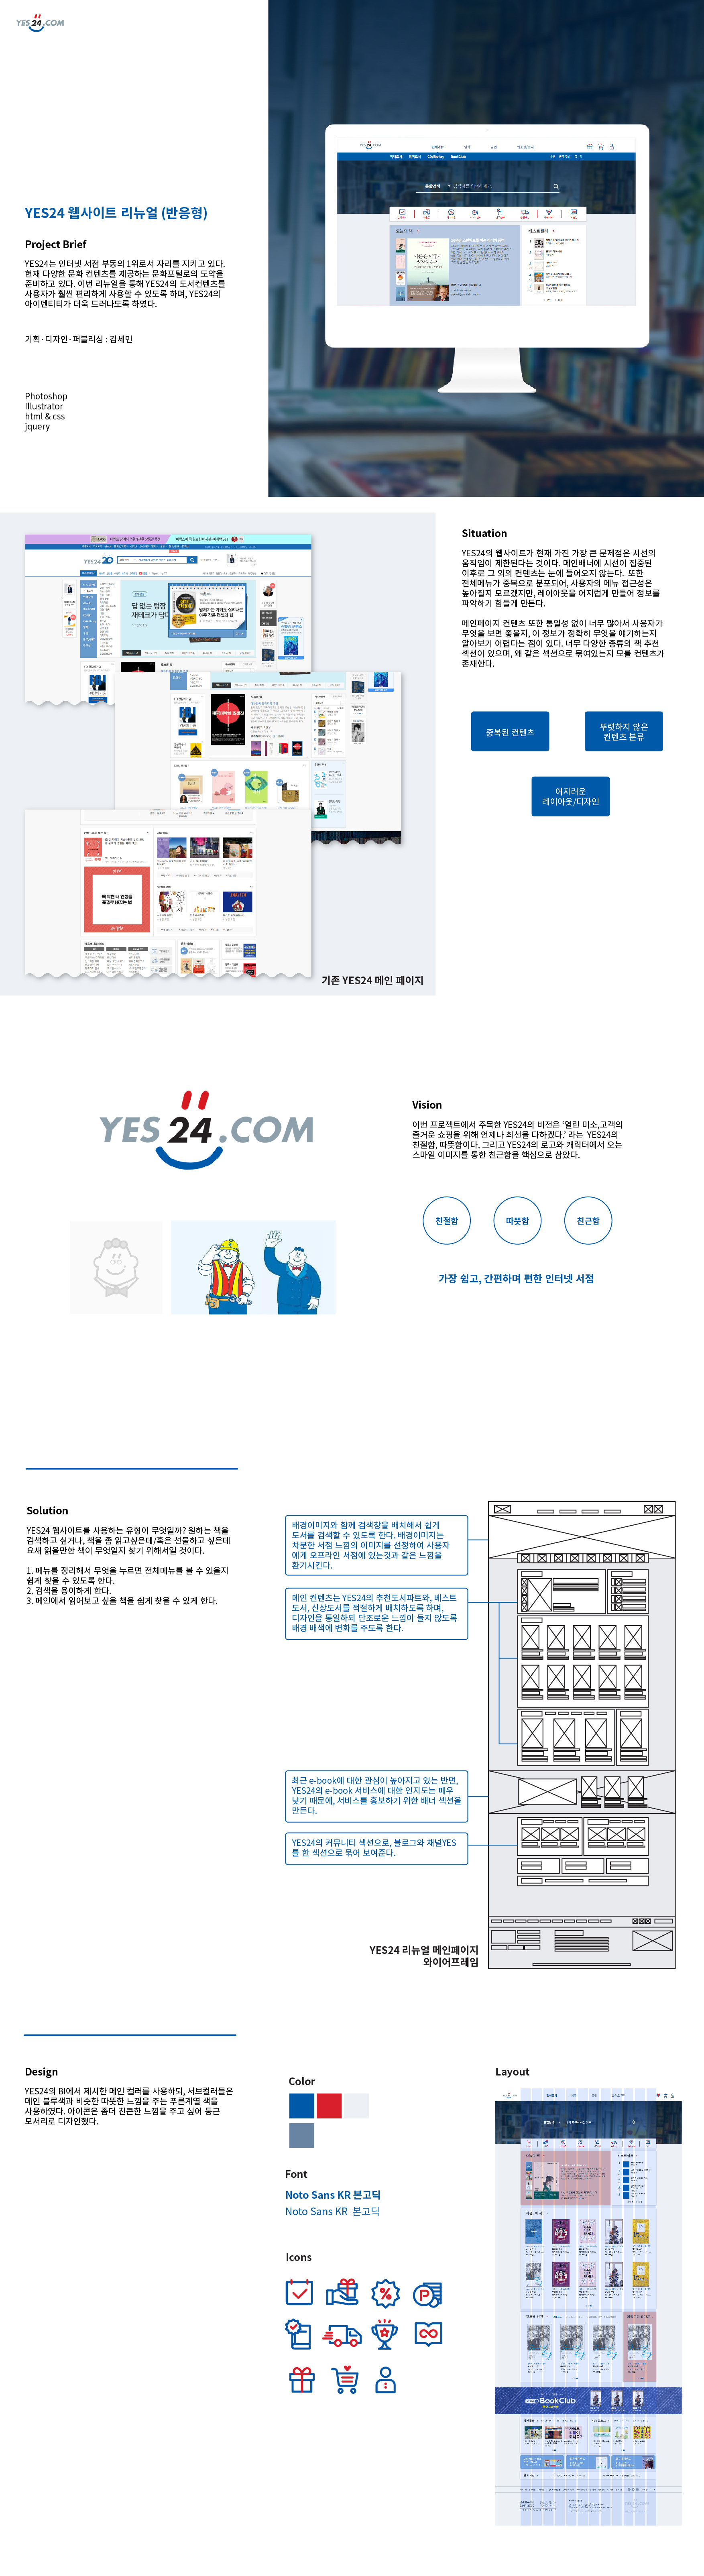 YES24.COM
YES24 웹사이트 리뉴얼 (반응형)
Project Brief
YES24는 인터넷 서점 부동의 1위로서 자리를 지키고 있다.
현재 다양한 문화 컨텐츠를 제공하는 문화포털로의 도약을
준비하고 있다. 이번 리뉴얼을 통해 YES24의 도서컨텐츠를
사용자가 훨씬 편리하게 사용할 수 있도록 하며, YES24의
아이덴티티가 더욱 드러나도록 하였다.
기획·디자인·퍼블리싱 : 김세민
Photoshop
Illustrator
html & css
jquery
통합검색
오늘의 책
베스트셀러
기존 YES24 메인 페이지
Situation
YES24의 웹사이트가 현재 가진 가장 큰 문제점은 시선의
움직임이 제한된다는 것이다. 메인배너에 시선이 집중된
이후로 그 외의 컨텐츠는 눈에 들어오지 않는다. 또한
전체메뉴가 중복으로 분포되어, 사용자의 메뉴 접근성은
높아질지 모르겠지만, 레이아웃을 어지럽게 만들어 정보를
파악하기 힘들게 만든다.
메인페이지 컨텐츠 또한 통일성 없이 너무 많아서 사용자가
무엇을 보면 좋을지, 이 정보가 정확히 무엇을 얘기하는지
알아보기 어렵다는 점이 있다. 너무 다양한 종류의 책 추천
섹션이 있으며, 왜 같은 섹션으로 묶여있는지 모를 컨텐츠가
존재한다.
중복된 컨텐츠
뚜렷하지 않은
컨텐츠 분류
어지러운
레이아웃/디자인
YES24.COM
Vision
이번 프로젝트에서 주목한 YES24의 비전은 ‘열린 미소,고객의
즐거운 쇼핑을 위해 언제나 최선을 다하겠다.’ 라는 YES24의
친절함, 따뜻함이다. 그리고 YES24의 로고와 캐릭터에서 오는
스마일 이미지를 통한 친근함을 핵심으로 삼았다.
친절함
따뜻함
친근함
가장 쉽고, 간편하며 편한 인터넷 서점
Solution
YES24 웹사이트를 사용하는 유형이 무엇일까? 원하는 책을
검색하고 싶거나, 책을 좀 읽고싶은데/혹은 선물하고 싶은데
요새 읽을만한 책이 무엇일지 찾기 위해서일 것이다.
1. 메뉴를 정리해서 무엇을 누르면 전체메뉴를 볼 수 있을지
쉽게 찾을 수 있도록 한다.
2. 검색을 용이하게 한다.
3. 메인에서 읽어보고 싶을 책을 쉽게 찾을 수 있게 한다.
배경이미지와 함께 검색창을 배치해서 쉽게
도서를 검색할 수 있도록 한다. 배경이미지는
차분한 서점 느낌의 이미지를 선정하여 사용자
에게 오프라인 서점에 있는것과 같은 느낌을
환기시킨다.
메인 컨텐츠는 YES24의 추천도서파트와, 베스트
도서, 신상도서를 적절하게 배치하도록 하며,
디자인을 통일하되 단조로운 느낌이 들지 않도록
배경 배색에 변화를 주도록 한다.
최근 e-book에 대한 관심이 높아지고 있는 반면,
YES24의 e-book 서비스에 대한 인지도는 매우
낮기 때문에, 서비스를 홍보하기 위한 배너 섹션을
만든다.
YES24의 커뮤니티 섹션으로, 블로그와 채널YES
를 한 섹션으로 묶어 보여준다.
YES24 리뉴얼 메인페이지
와이어프레임
Design
YES24의 BI에서 제시한 메인 컬러를 사용하되, 서브컬러들은
메인 블루색과 비슷한 따뜻한 느낌을 주는 푸른계열 색을
사용하였다. 아이콘은 좀더 친근한 느낌을 주고 싶어 둥근
모서리로 디자인했다.
Color
Font
Noto Sans KR 본고딕
Noto Sans KR 본고딕
Icons
Layout
BookClub